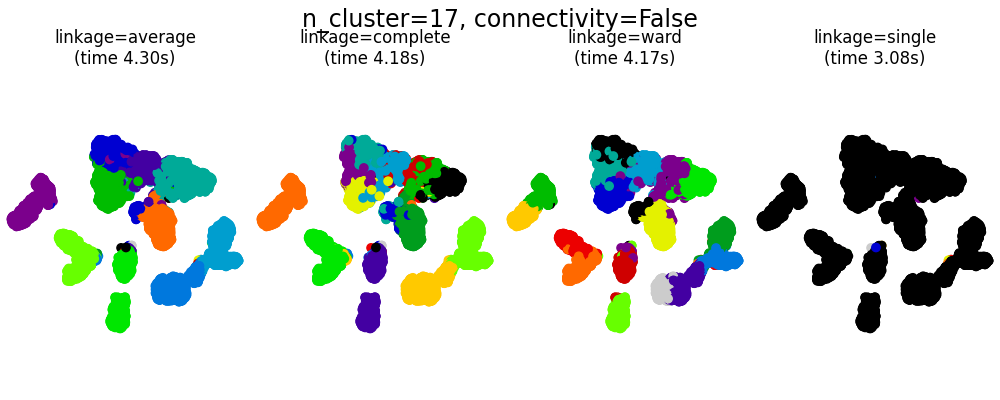 n_cluster=17, connectivity=False
linkage=average
(time 4.30s)
linkage=complete
(time 4.18s)
linkage=ward
(time 4.17s)
linkage=single
(time 3.08s)